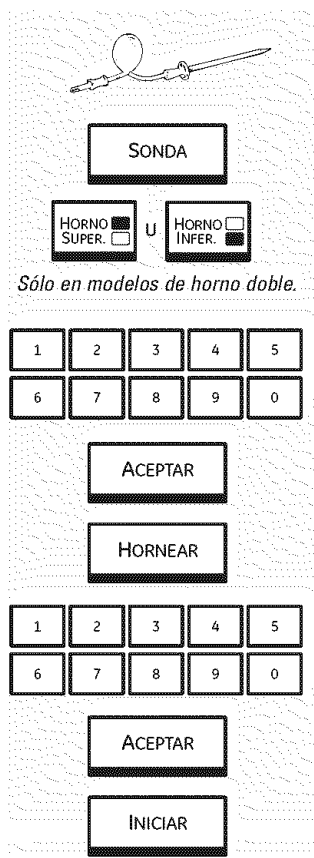 SONDA
HORNO SUPER. U HORNO INFER.
Sólo en modelos de horno doble.
1 2 3 4 5
6 7 8 9 0
ACEPTAR
HORNEAR
1 2 3 4 5
6 7 8 9 0
ACEPTAR
INICIAR